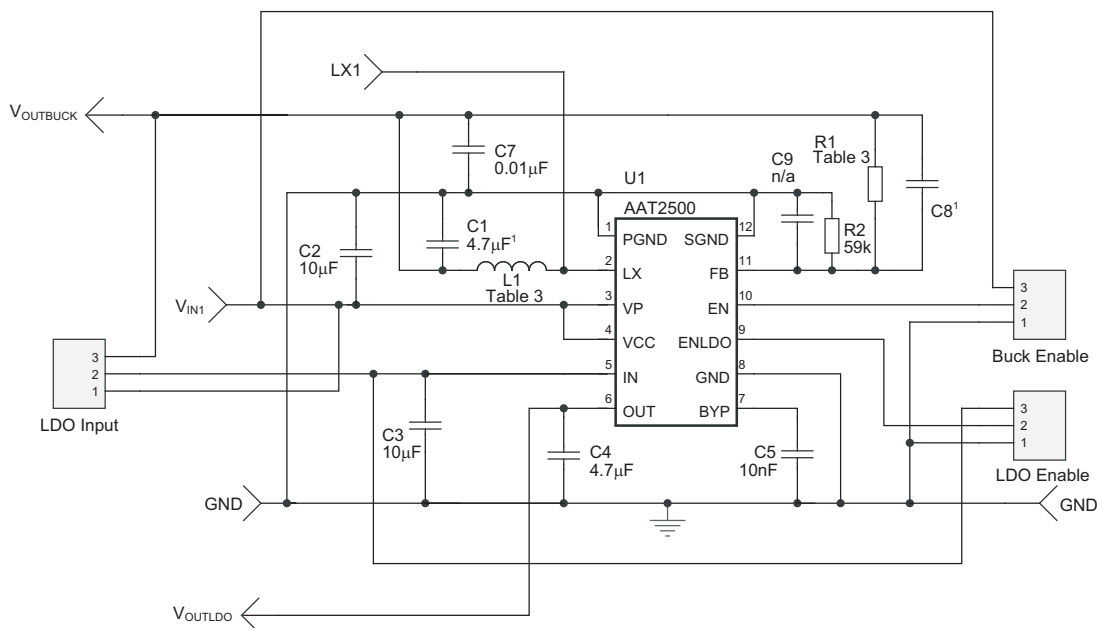 LX1
VOUTBUCK
C7
0.01μF
U1
AAT2500
C9
n/a
R1
Table 3
C8¹
R2
59k
C1
4.7μF¹
C2
10μF
L1
Table 3
1
PGND
SGND
12
2
LX
FB
11
3
VP
EN
10
4
VCC
ENLDO
9
5
IN
GND
8
6
OUT
BYP
7
VIN1
3
2
1
Buck Enable
3
2
1
LDO Input
3
2
1
LDO Enable
C3
10μF
C4
4.7μF
C5
10nF
GND
GND
VOUTLDO